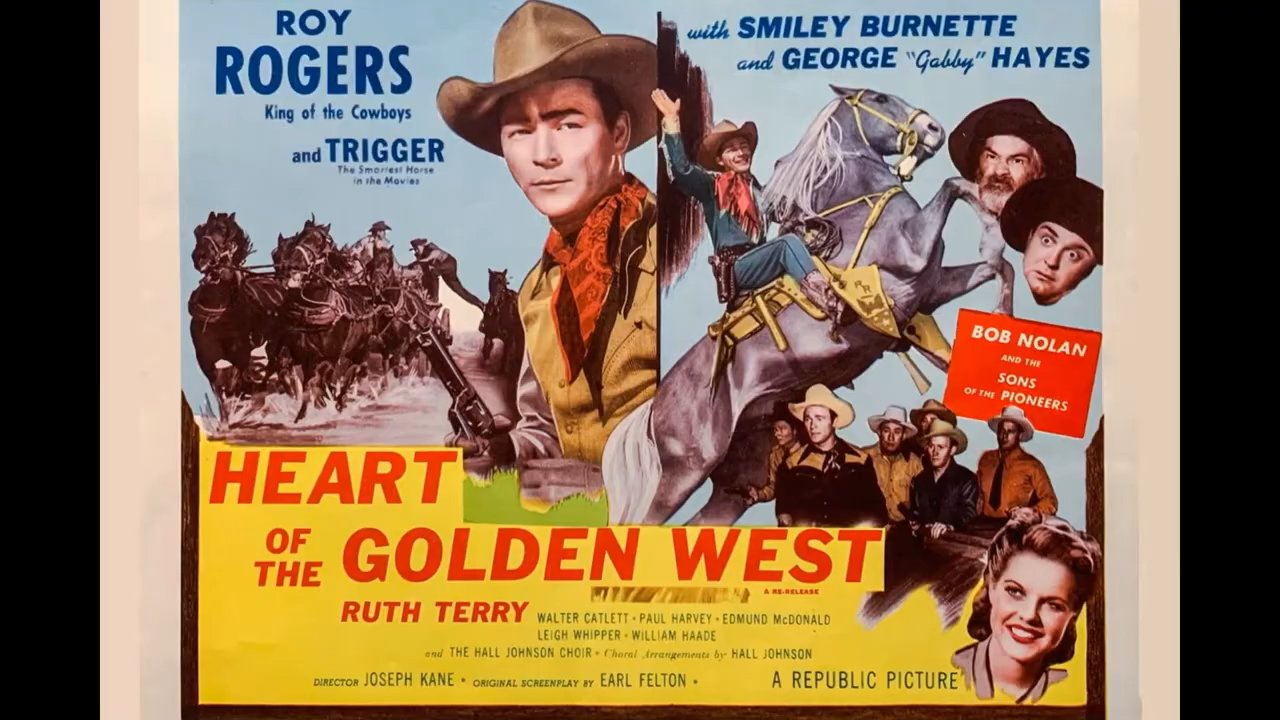 ROY
ROGERS
King of the Cowboys
and TRIGGER
The Smartest Horse
in the Movies
with SMILEY BURNETTE
and GEORGE "Gabby" HAYES
BOB NOLAN
AND THE
SONS
OF THE PIONEERS
HEART
OF THE GOLDEN WEST
A RE-RELEASE
RUTH TERRY
WALTER CATLETT • PAUL HARVEY • EDMUND McDONALD
LEIGH WHIPPER • WILLIAM HAADE
and THE HALL JOHNSON CHOIR • Choral Arrangements by HALL JOHNSON
DIRECTOR JOSEPH KANE • ORIGINAL SCREENPLAY BY EARL FELTON •
A REPUBLIC PICTURE